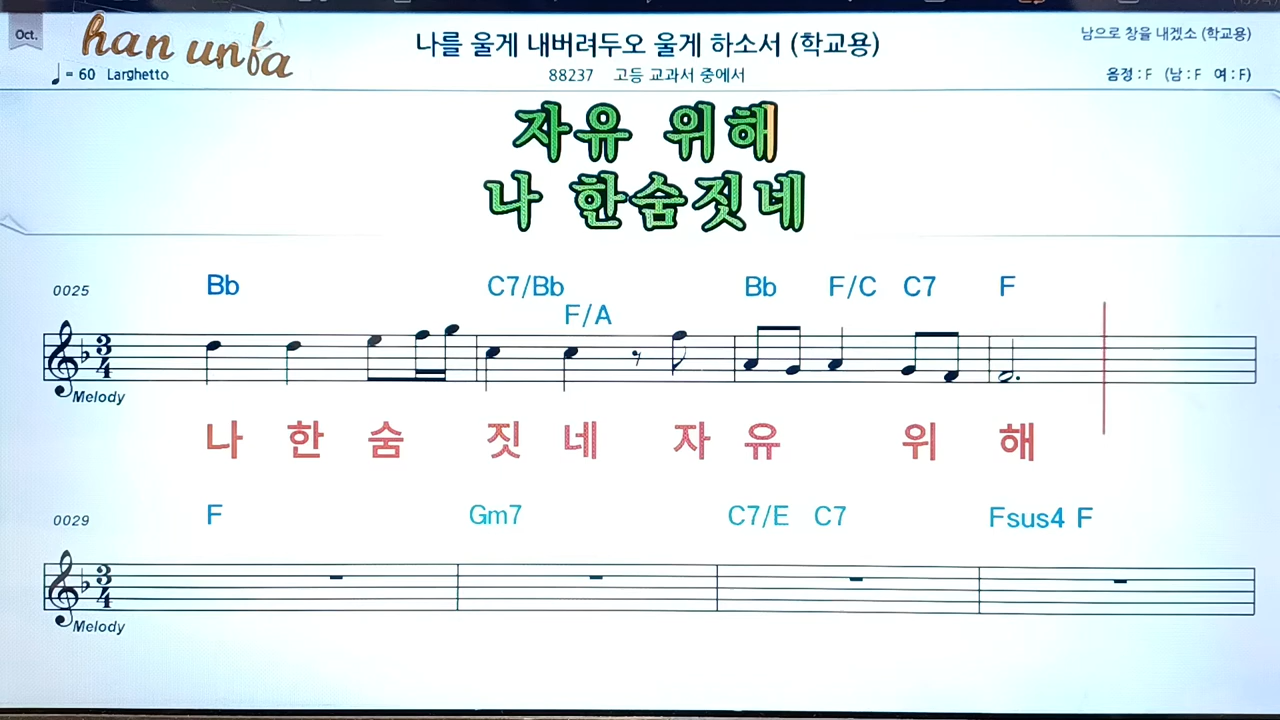 Oct.
han un fa
나를 울게 내버려두오 울게 하소서 (학교용)
남으로 창을 내겠소 (학교용)
♩= 60 Larghetto
88237 고등 교과서 중에서
음정 : F (남 : F 여 : F)
자유 위해
나 한숨짓네
0025
Bb C7/Bb Bb F/C C7 F
F/A
3/4
Melody
나 한 숨 짓 네 자 유 위 해
0029
F Gm7 C7/E C7 Fsus4 F
3/4
Melody